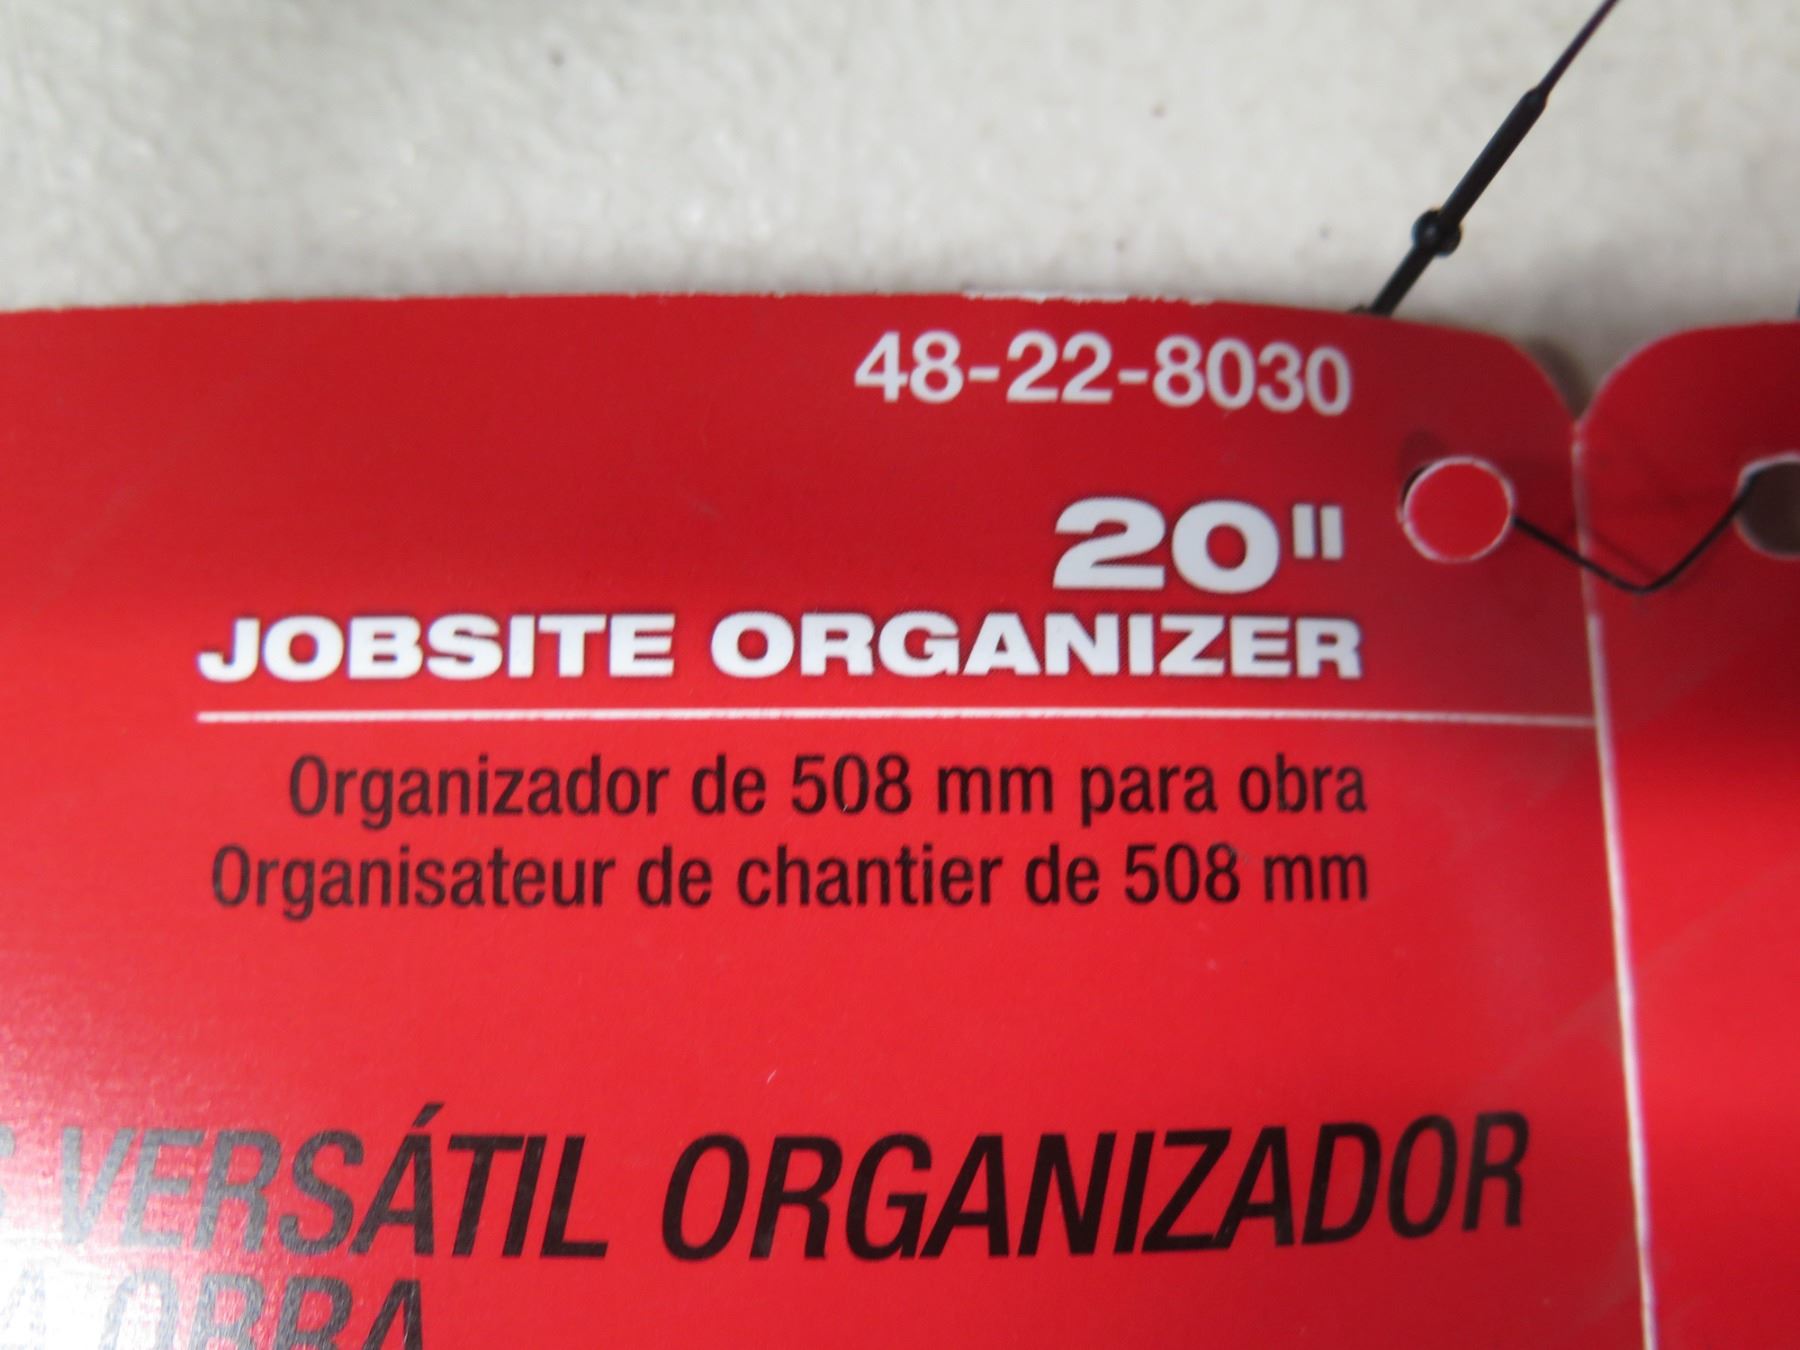 48-22-8030
20"
JOBSITE ORGANIZER
Organizador de 508 mm para obra
Organisateur de chantier de 508 mm
VERSÁTIL ORGANIZADOR
OBRA